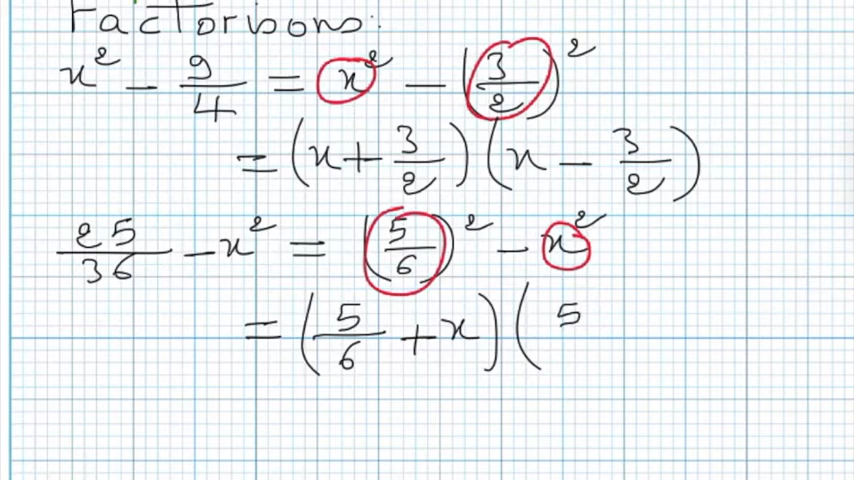 Factorisons:
x² - 9/4 = x² - (3/2)²
= (x + 3/2)(x - 3/2)
25/36 - x² = (5/6)² - x²
= (5/6 + x)(5